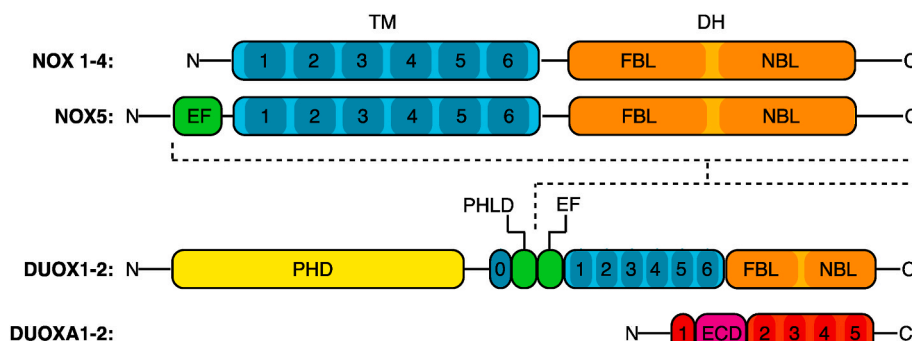 TM DH
NOX 1-4: N 1 2 3 4 5 6 FBL NBL C
NOX5: N EF 1 2 3 4 5 6 FBL NBL C
PHLD EF
DUOX1-2: N PHD 0 1 2 3 4 5 6 FBL NBL C
DUOXA1-2: N 1 ECD 2 3 4 5 C